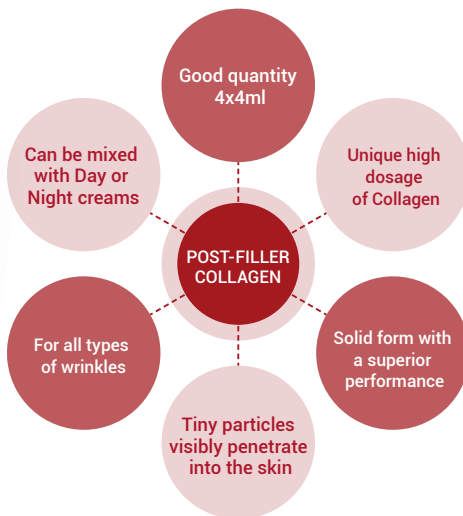 Good quantity
4x4ml
Can be mixed
with Day or
Night creams
Unique high
dosage
of Collagen
POST-FILLER
COLLAGEN
For all types
of wrinkles
Solid form with
a superior
performance
Tiny particles
visibly penetrate
into the skin